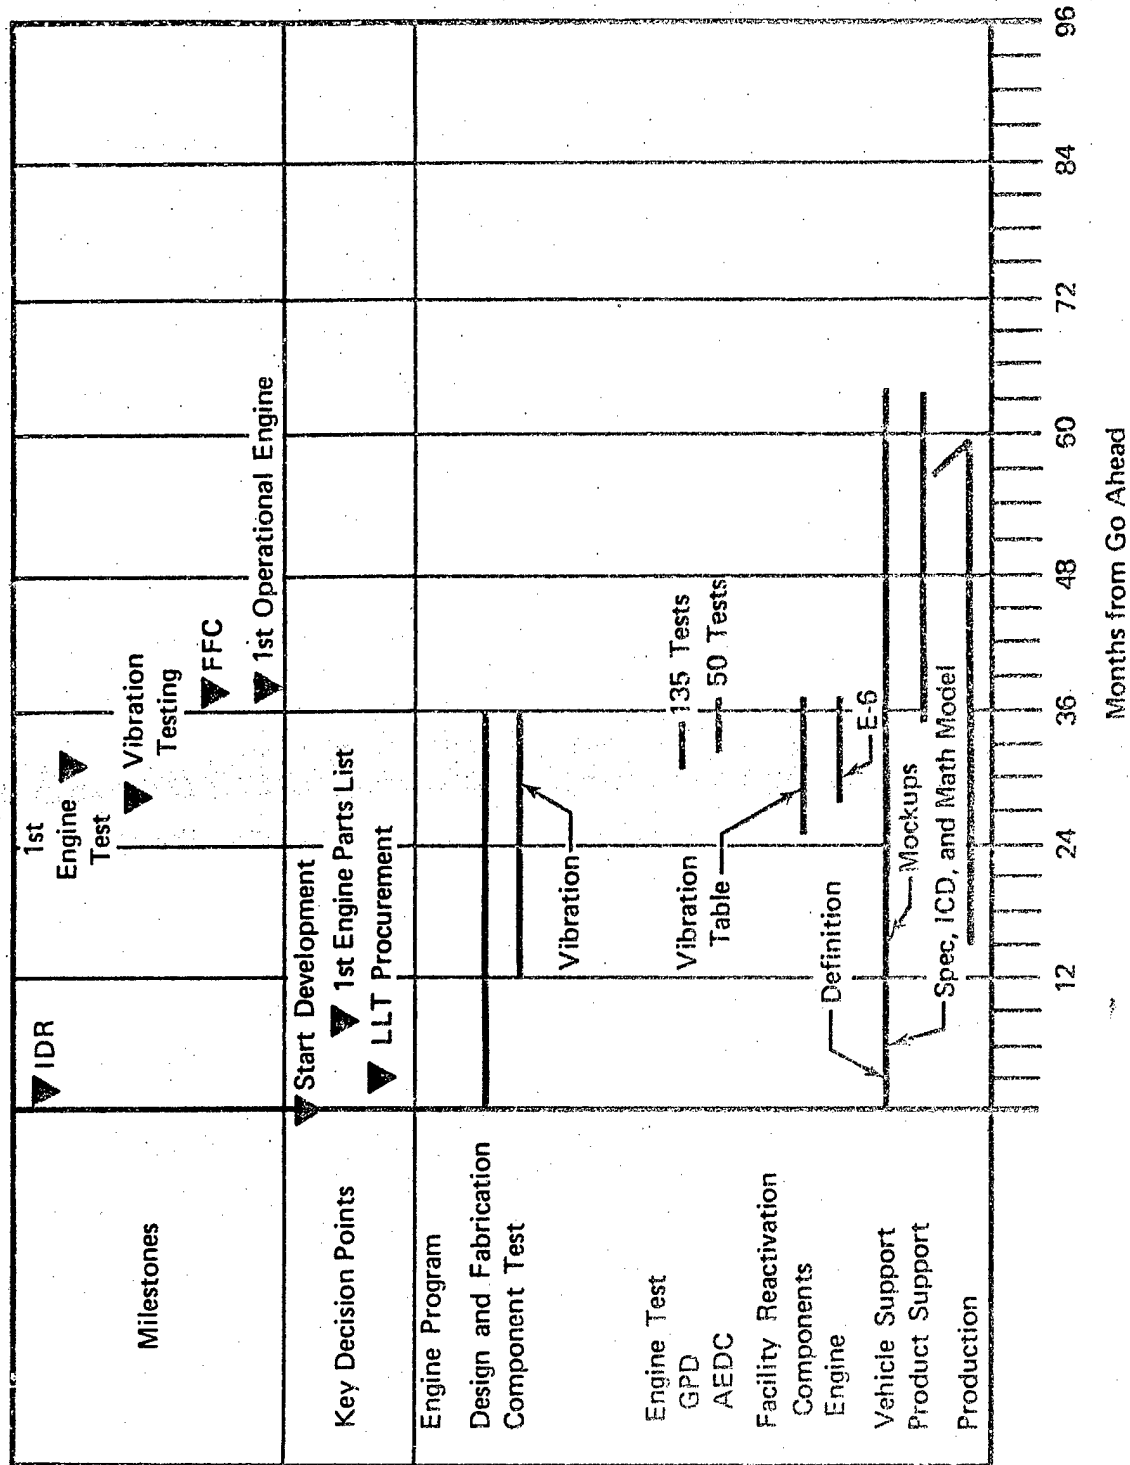 Milestones
IDR
1st
Engine
Test
Vibration
Testing
FFC
1st Operational Engine
Key Decision Points
Start Development
1st Engine Parts List
LLT Procurement
Engine Program
Design and Fabrication
Component Test
Vibration
Engine Test
GPD
135 Tests
AEDC
50 Tests
Facility Reactivation
Components
Vibration
Table
Engine
E-6
Vehicle Support
Definition
Mockups
Spec, ICD, and Math Model
Product Support
Production
12 24 36 48 60 72 84 96
Months from Go Ahead